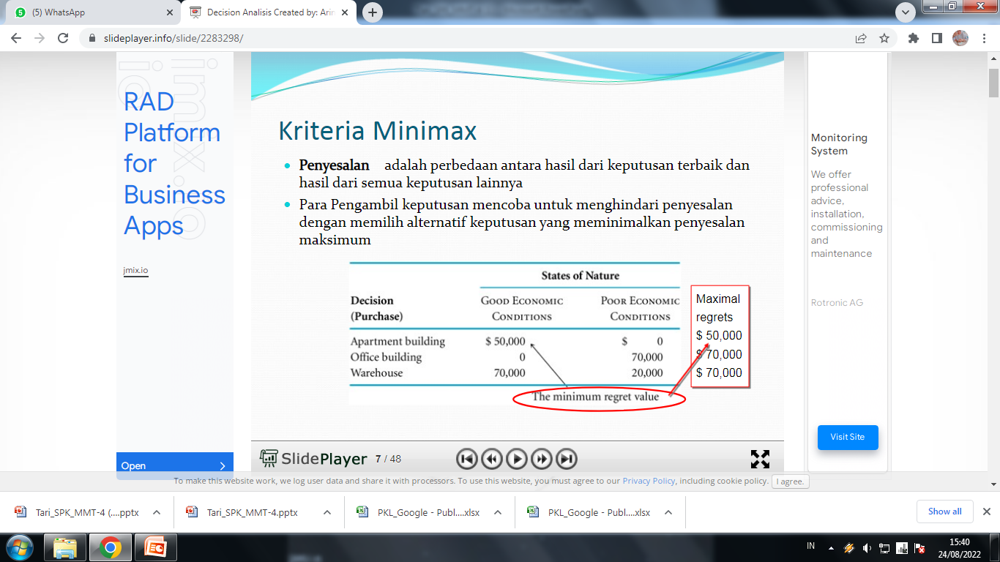 (5) WhatsApp
Decision Analisis Created by: Arin
slideplayer.info/slide/2283298/
RAD
Platform
for
Business
Apps
jmix.io
Open
Kriteria Minimax
Penyesalan adalah perbedaan antara hasil dari keputusan terbaik dan
hasil dari semua keputusan lainnya
Para Pengambil keputusan mencoba untuk menghindari penyesalan
dengan memilih alternatif keputusan yang meminimalkan penyesalan
maksimum
States of Nature
Decision Good Economic Poor Economic
(Purchase) Conditions Conditions
Apartment building $ 50,000 $ 0
Office building 0 70,000
Warehouse 70,000 20,000
The minimum regret value
Maximal
regrets
$ 50,000
$ 70,000
$ 70,000
Monitoring
System
We offer
professional
advice,
installation,
commissioning
and
maintenance
Rotronic AG
Visit Site
SlidePlayer 7 / 48
To make this website work, we log user data and share it with processors. To use this website, you must agree to our Privacy Policy, including cookie policy. I agree.
Tari_SPK_MMT-4 (....pptx
Tari_SPK_MMT-4.pptx
PKL_Google - Publ....xlsx
PKL_Google - Publ....xlsx
Show all
IN
15:40
24/08/2022